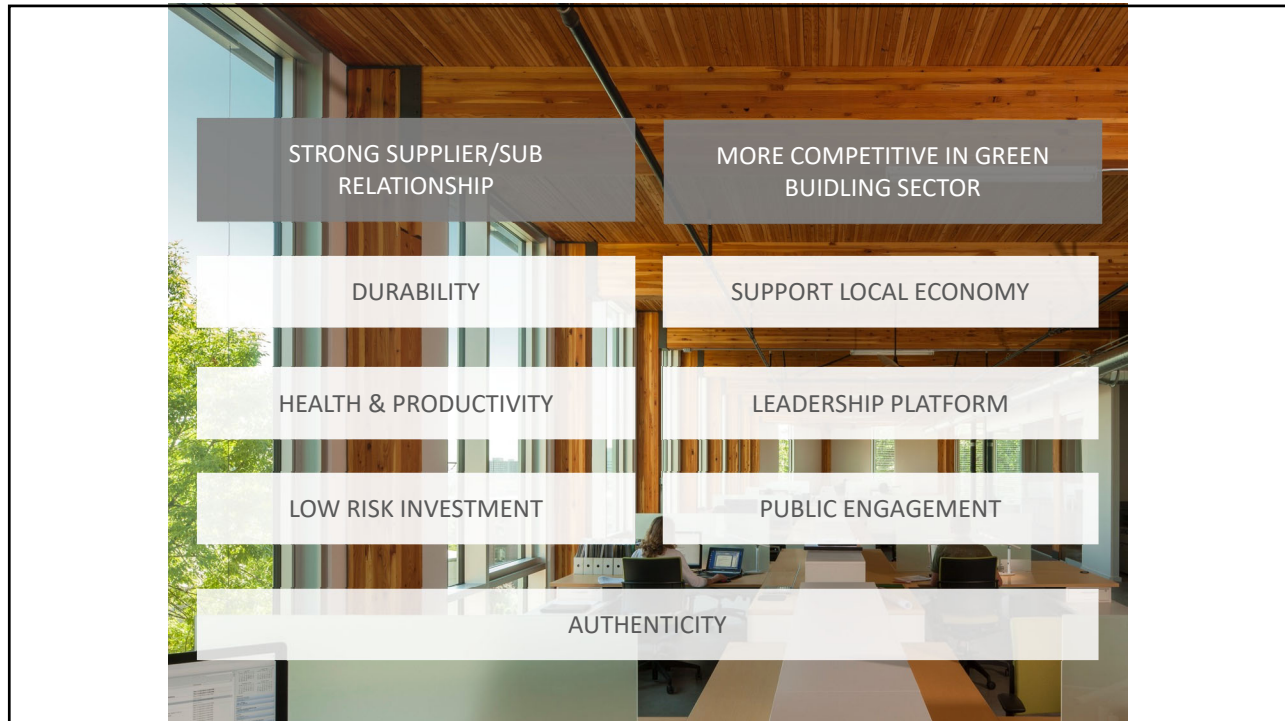 STRONG SUPPLIER/SUB
RELATIONSHIP
MORE COMPETITIVE IN GREEN
BUIDLING SECTOR
DURABILITY
SUPPORT LOCAL ECONOMY
HEALTH & PRODUCTIVITY
LEADERSHIP PLATFORM
LOW RISK INVESTMENT
PUBLIC ENGAGEMENT
AUTHENTICITY